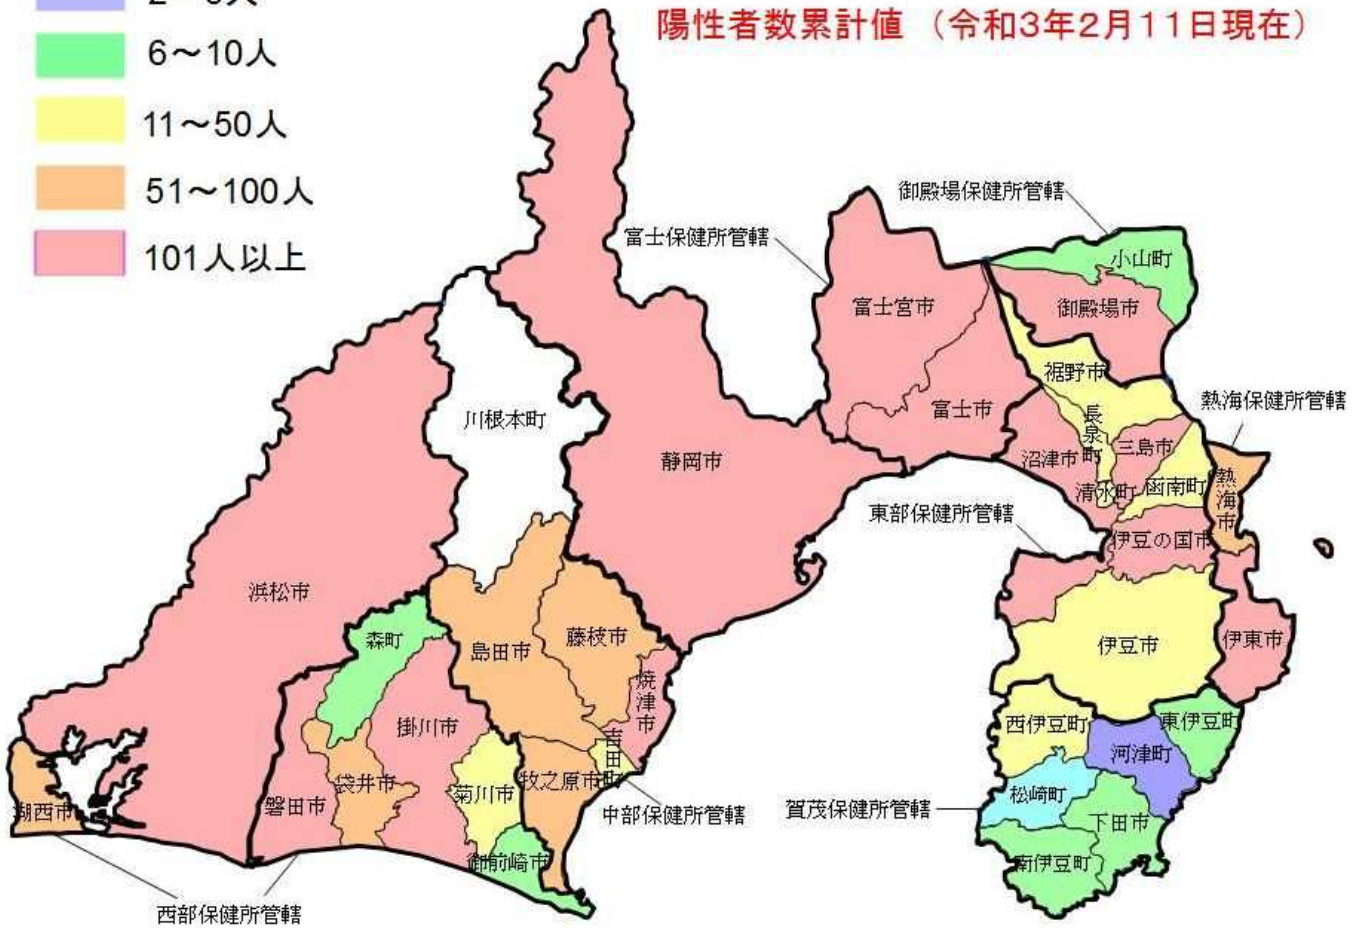 陽性者数累計値 （令和3年2月11日現在）
6～10人
11～50人
51～100人
101人以上
御殿場保健所管轄
富士保健所管轄
小山町
富士宮市
御殿場市
裾野市
熱海保健所管轄
富士市
長泉町
川根本町
三島市
静岡市
沼津市
清水町
函南町
熱海市
東部保健所管轄
伊豆の国市
浜松市
森町
藤枝市
島田市
伊豆市
伊東市
焼津市
掛川市
西伊豆町
東伊豆町
吉田町
河津町
袋井市
牧之原市
菊川市
松崎町
湖西市
磐田市
中部保健所管轄
賀茂保健所管轄
下田市
御前崎市
南伊豆町
西部保健所管轄